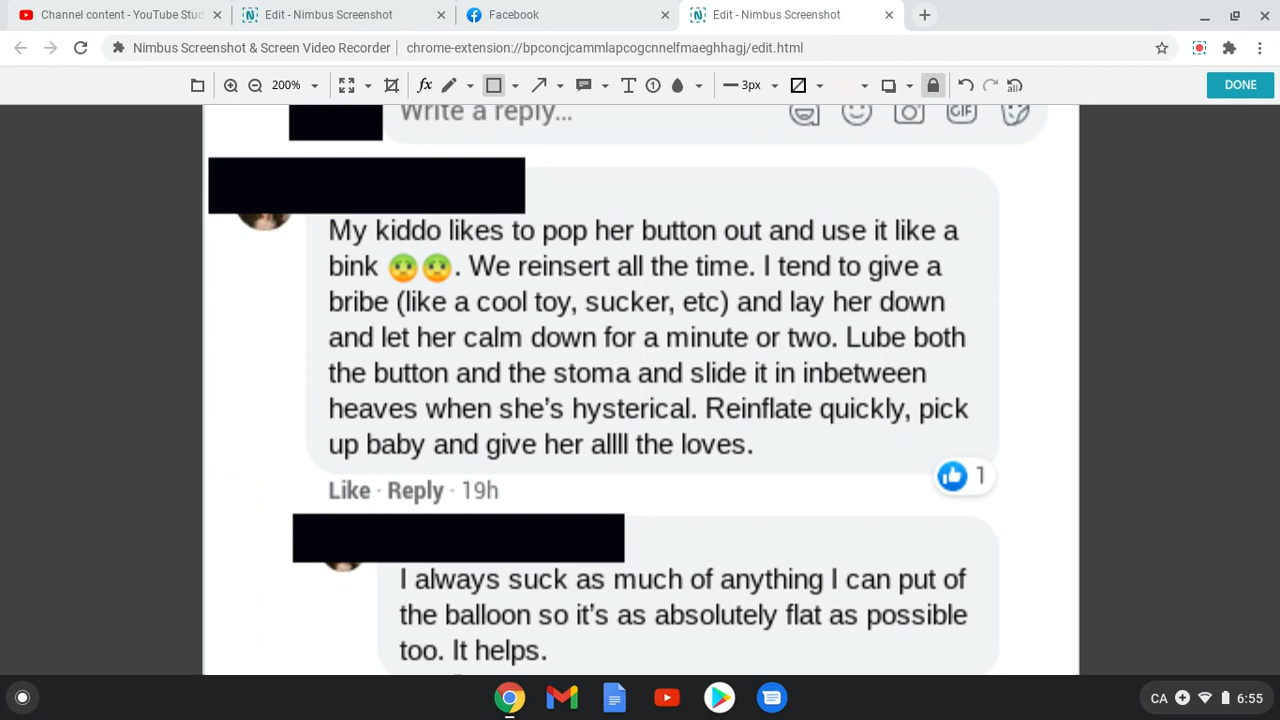 Channel content - YouTube Stud
Edit - Nimbus Screenshot
Facebook
Edit - Nimbus Screenshot
Nimbus Screenshot & Screen Video Recorder
chrome-extension://bpconcjcammlapcogcnnelfmaeghhagj/edit.html
200%
fx
T
1
3px
all
DONE
Write a reply...
GIF
My kiddo likes to pop her button out and use it like a
bink 🤢🤢. We reinsert all the time. I tend to give a
bribe (like a cool toy, sucker, etc) and lay her down
and let her calm down for a minute or two. Lube both
the button and the stoma and slide it in inbetween
heaves when she's hysterical. Reinflate quickly, pick
up baby and give her allll the loves.
1
Like · Reply · 19h
I always suck as much of anything I can put of
the balloon so it's as absolutely flat as possible
too. It helps.
CA
6:55